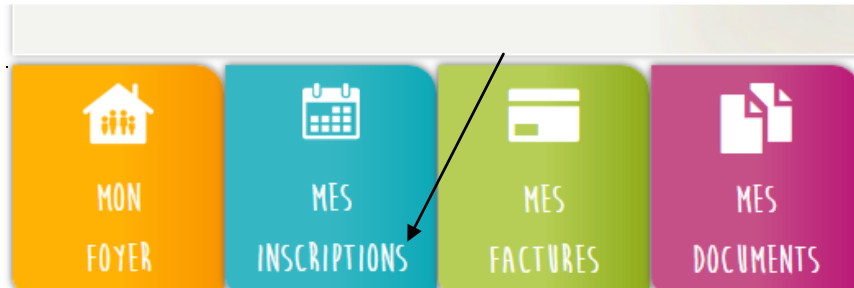 MON
FOYER
MES
INSCRIPTIONS
MES
FACTURES
MES
DOCUMENTS